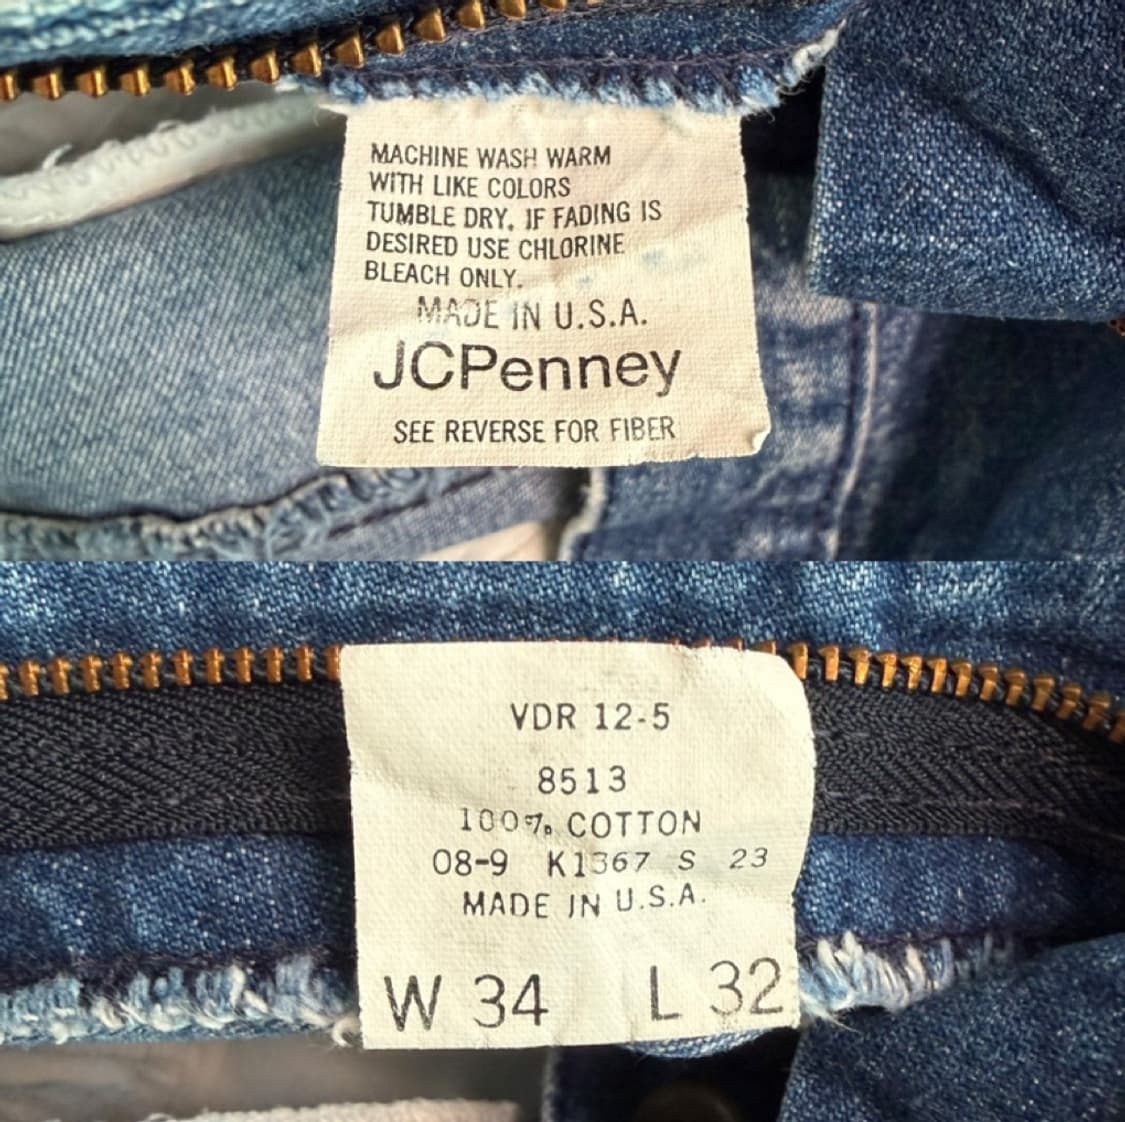 MACHINE WASH WARM
WITH LIKE COLORS
TUMBLE DRY. IF FADING IS
DESIRED USE CHLORINE
BLEACH ONLY.
MADE IN U.S.A.
JCPenney
SEE REVERSE FOR FIBER
VDR 12-5
8513
100% COTTON
08-9 K1367 S 23
MADE IN U.S.A.
W 34 L 32